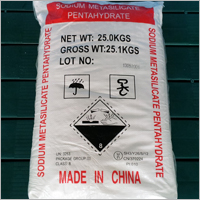 SODIUM METASILICATE
PENTAHYDRATE
NET WT: 25.0KGS
GROSS WT:25.1KGS
LOT NO:
SODIUM METASILICATE PENTAHYDRATE
SODIUM METASILICATE PENTAHYDRATE
8
MADE IN CHINA